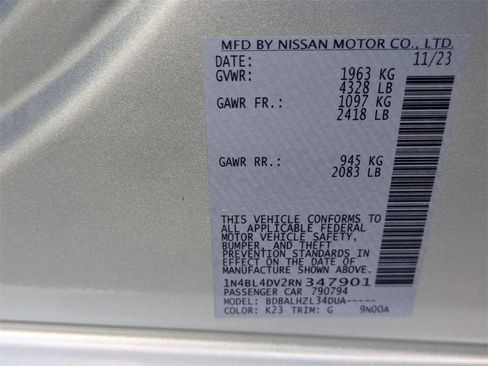 MFD BY NISSAN MOTOR CO., LTD.
DATE: 11/23
GVWR: 1963 KG
4328 LB
GAWR FR.: 1097 KG
2418 LB
GAWR RR.: 945 KG
2083 LB
THIS VEHICLE CONFORMS TO
ALL APPLICABLE FEDERAL
MOTOR VEHICLE SAFETY,
BUMPER, AND THEFT
PREVENTION STANDARDS IN
EFFECT ON THE DATE OF
MANUFACTURE SHOWN ABOVE.
1N4BL4DV2RN347901
PASSENGER CAR 790794
MODEL: BDBALHZL34DUA-----
COLOR: K23 TRIM: G 9N00A